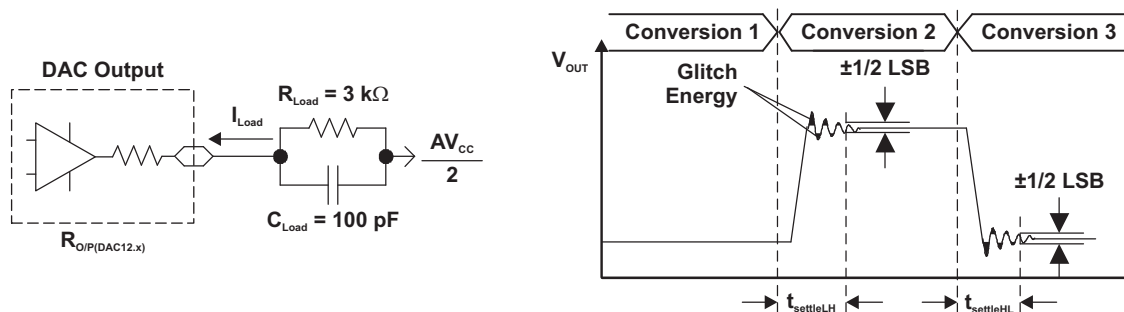 DAC Output
R_Load = 3 kΩ
I_Load
AV_CC
2
C_Load = 100 pF
R_O/P(DAC12.x)
Conversion 1
Conversion 2
Conversion 3
V_OUT
Glitch
Energy
±1/2 LSB
±1/2 LSB
t_settleLH
t_settleHL